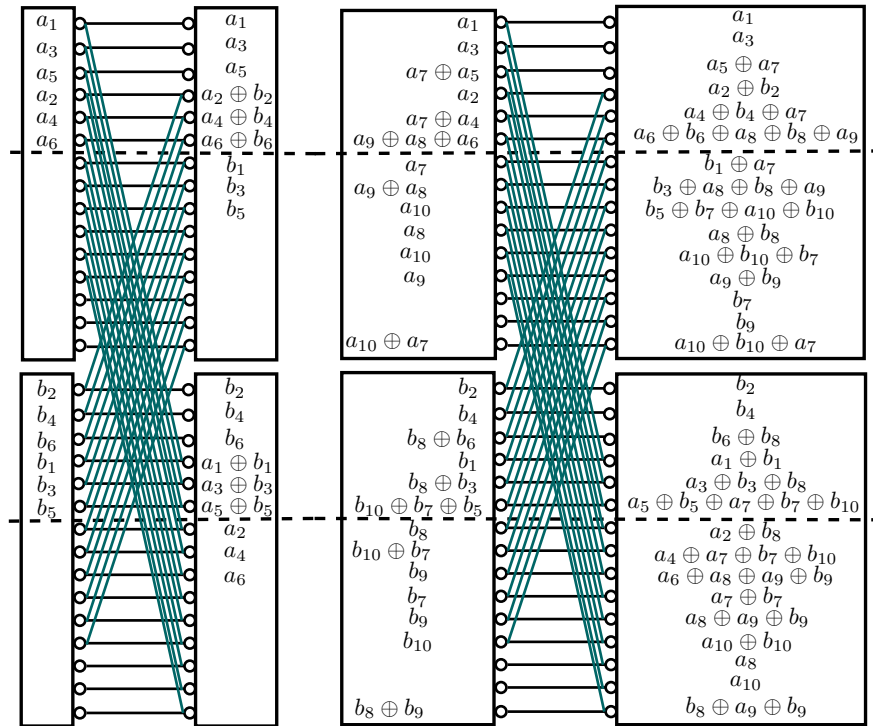 a₁ a₁ a₁ a₁
a₃ a₃ a₃ a₃
a₅ a₅ a₇ ⊕ a₅ a₅ ⊕ a₇
a₂ a₂ ⊕ b₂ a₂ a₂ ⊕ b₂
a₄ a₄ ⊕ b₄ a₇ ⊕ a₄ a₄ ⊕ b₄ ⊕ a₇
a₆ a₆ ⊕ b₆ a₉ ⊕ a₈ ⊕ a₆ a₆ ⊕ b₆ ⊕ a₈ ⊕ b₈ ⊕ a₉
b₁ a₇ b₁ ⊕ a₇
b₃ a₉ ⊕ a₈ b₃ ⊕ a₈ ⊕ b₈ ⊕ a₉
b₅ a₁₀ b₅ ⊕ b₇ ⊕ a₁₀ ⊕ b₁₀
a₈ a₈ ⊕ b₈
a₁₀ a₁₀ ⊕ b₁₀ ⊕ b₇
a₉ a₉ ⊕ b₉
b₇
b₉
a₁₀ ⊕ a₇ a₁₀ ⊕ b₁₀ ⊕ a₇
b₂ b₂ b₂ b₂
b₄ b₄ b₄ b₄
b₆ b₆ b₈ ⊕ b₆ b₆ ⊕ b₈
b₁ a₁ ⊕ b₁ b₁ a₁ ⊕ b₁
b₃ a₃ ⊕ b₃ b₈ ⊕ b₃ a₃ ⊕ b₃ ⊕ b₈
b₅ a₅ ⊕ b₅ b₁₀ ⊕ b₇ ⊕ b₅ a₅ ⊕ b₅ ⊕ a₇ ⊕ b₇ ⊕ b₁₀
a₂ b₈ a₂ ⊕ b₈
a₄ b₁₀ ⊕ b₇ a₄ ⊕ a₇ ⊕ b₇ ⊕ b₁₀
a₆ b₉ a₆ ⊕ a₈ ⊕ a₉ ⊕ b₉
b₇ a₇ ⊕ b₇
b₉ a₈ ⊕ a₉ ⊕ b₉
b₁₀ a₁₀ ⊕ b₁₀
a₈
a₁₀
b₈ ⊕ b₉ b₈ ⊕ a₉ ⊕ b₉